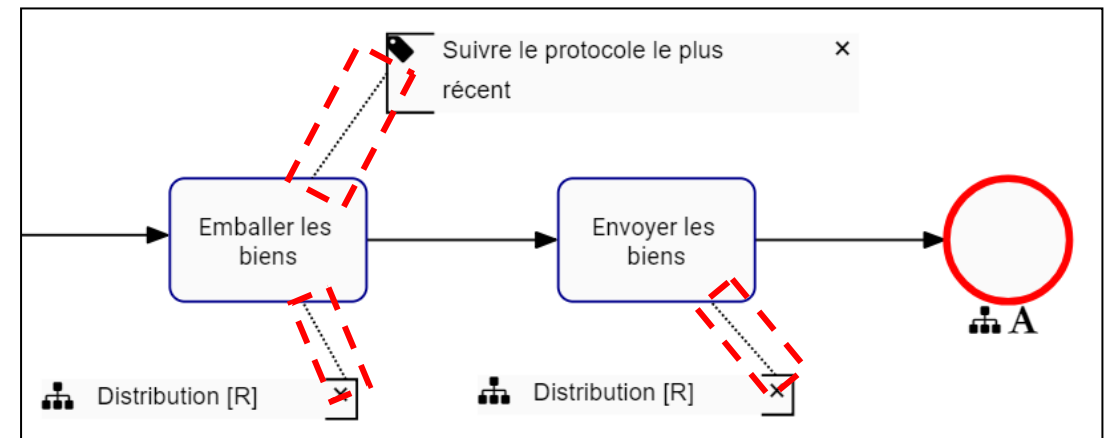 Suivre le protocole le plus ×
récent
Emballer les
biens
Envoyer les
biens
A
Distribution [R] ×
Distribution [R] ×